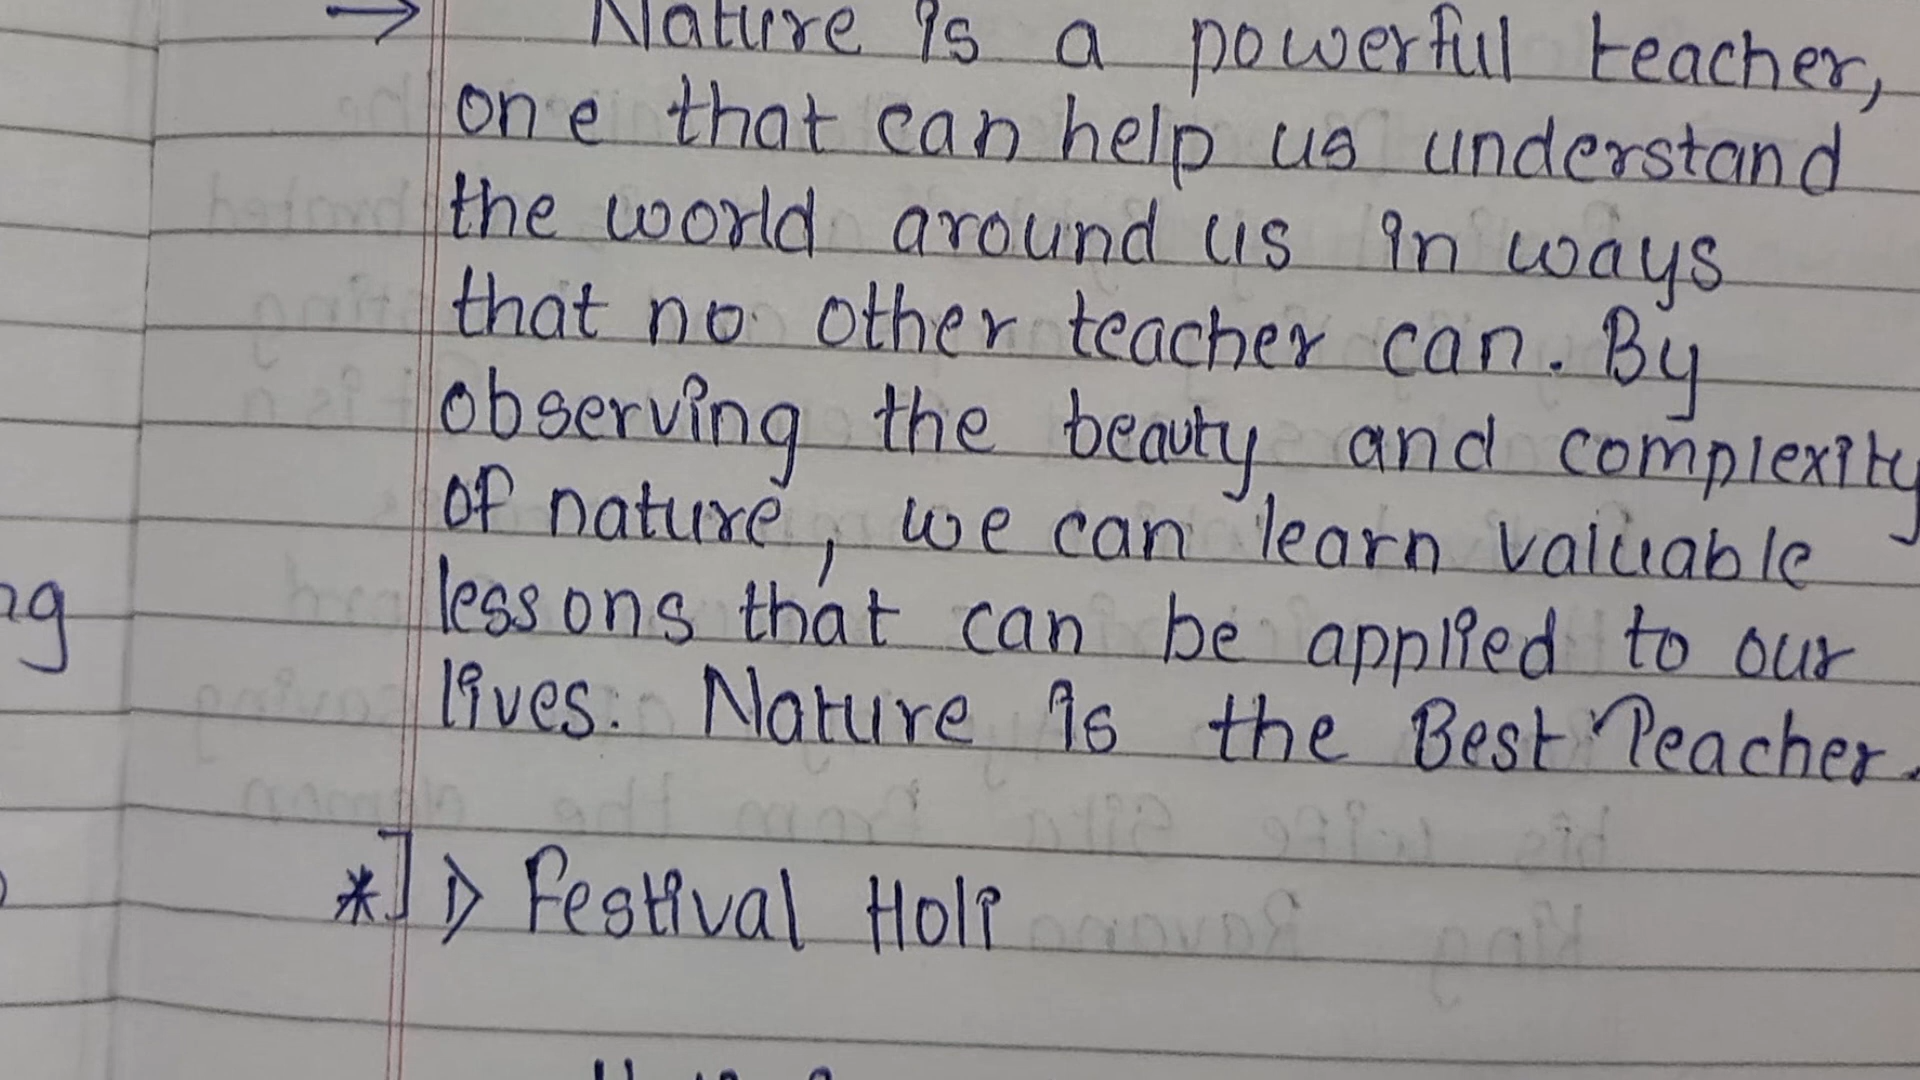 → Nature is a powerful teacher,
one that can help us understand
the world around us in ways
that no other teacher can. By
observing the beauty and complexity
of nature, we can learn valuable
lessons that can be applied to our
lives. Nature is the Best Teacher.
*] 1) Festival Holi